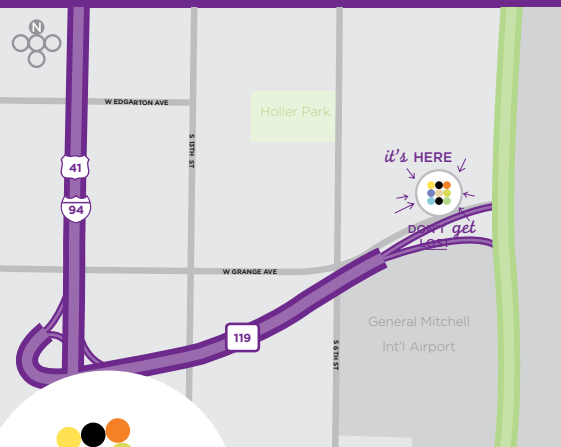 N
W EDGARTON AVE
Holler Park
S 13TH ST
it's HERE
41
94
DON'T get
LOST
W GRANGE AVE
General Mitchell
Int'l Airport
119
S 6TH ST